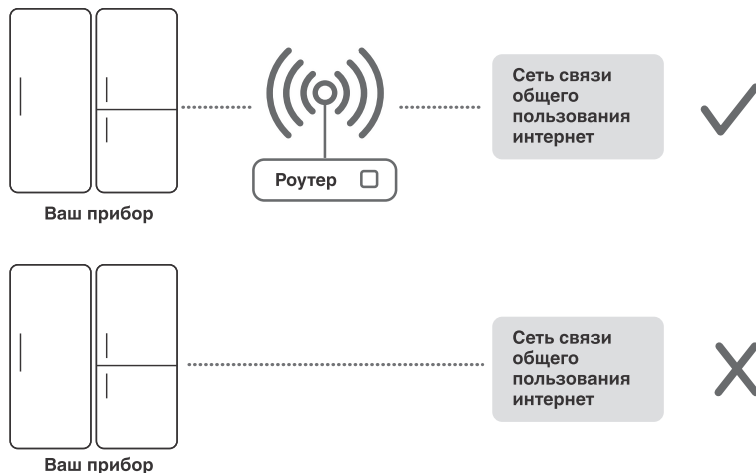 Сеть связи
общего
пользования
интернет
Роутер
Ваш прибор
Сеть связи
общего
пользования
интернет
Ваш прибор